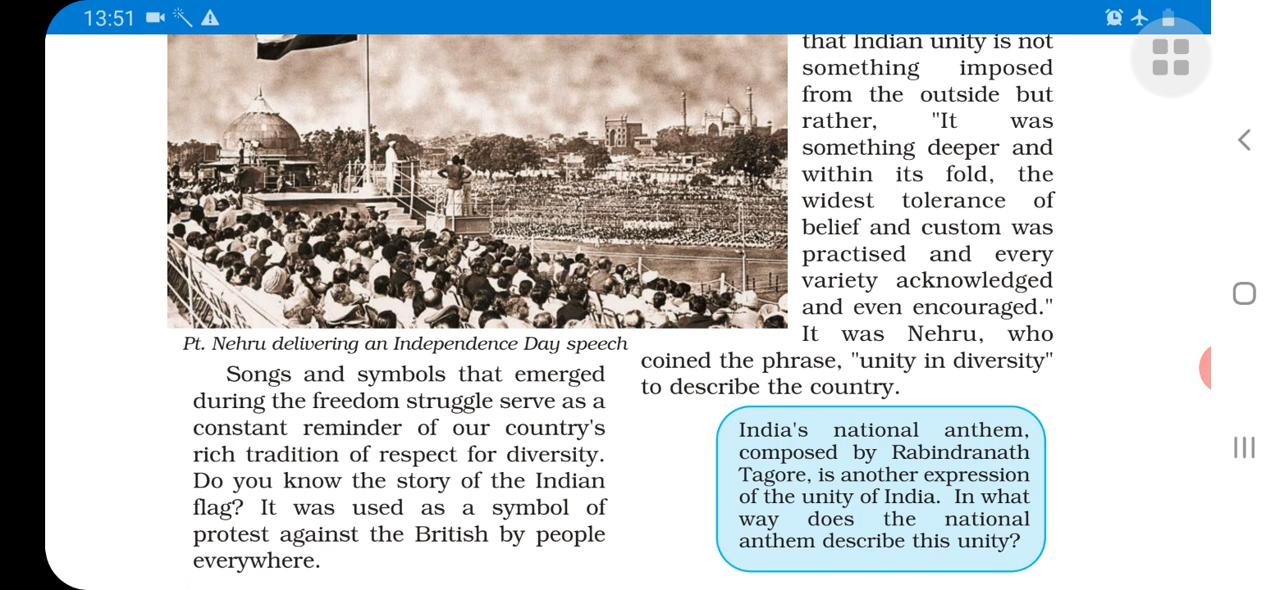 13:51
that Indian unity is not
something imposed
from the outside but
rather, "It was
something deeper and
within its fold, the
widest tolerance of
belief and custom was
practised and every
variety acknowledged
and even encouraged."
It was Nehru, who
coined the phrase, "unity in diversity"
to describe the country.
Pt. Nehru delivering an Independence Day speech
Songs and symbols that emerged
during the freedom struggle serve as a
constant reminder of our country's
rich tradition of respect for diversity.
Do you know the story of the Indian
flag? It was used as a symbol of
protest against the British by people
everywhere.
India's national anthem,
composed by Rabindranath
Tagore, is another expression
of the unity of India. In what
way does the national
anthem describe this unity?